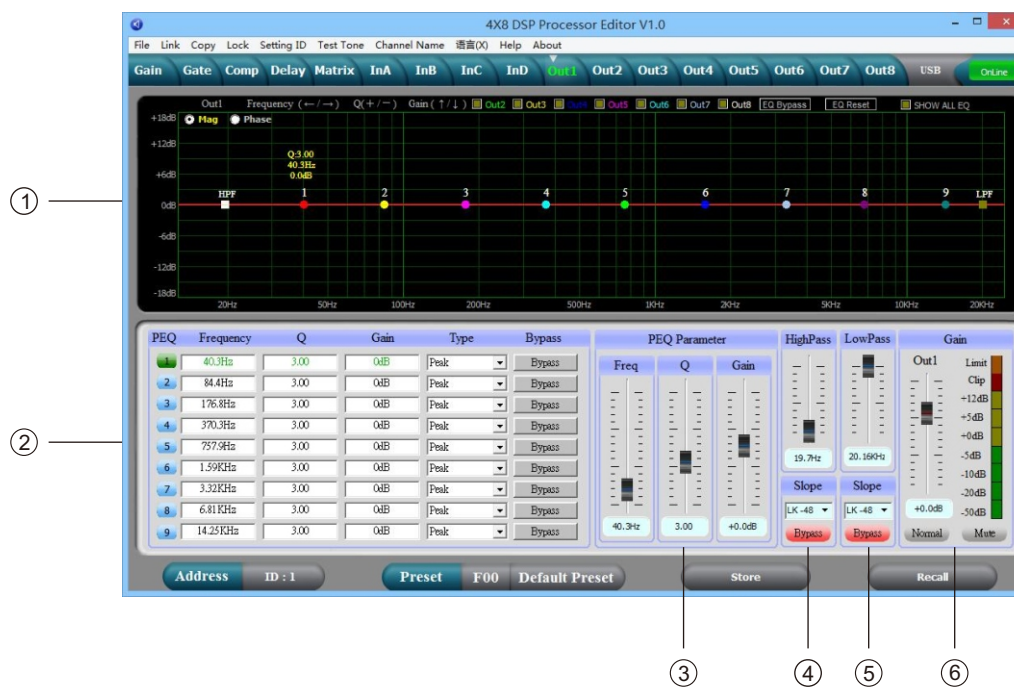 4X8 DSP Processor Editor V1.0
File Link Copy Lock Setting ID Test Tone Channel Name 语言(X) Help About
Gain Gate Comp Delay Matrix InA InB InC InD Out1 Out2 Out3 Out4 Out5 Out6 Out7 Out8 USB OnLine
Out1 Frequency (←/→) Q(+/−) Gain(↑/↓) Out2 Out3 Out4 Out5 Out6 Out7 Out8 EQ Bypass EQ Reset SHOW ALL EQ
+18dB Mag Phase
+12dB
Q:3.00
40.3Hz
0.0dB
+6dB
HPF 1 2 3 4 5 6 7 8 9 LPF
①
0dB
-6dB
-12dB
-18dB
20Hz 50Hz 100Hz 200Hz 500Hz 1KHz 2KHz 5KHz 10KHz 20KHz
PEQ Frequency Q Gain Type Bypass
1 40.3Hz 3.00 0dB Peak Bypass
2 84.4Hz 3.00 0dB Peak Bypass
3 176.8Hz 3.00 0dB Peak Bypass
4 370.3Hz 3.00 0dB Peak Bypass
②
5 757.9Hz 3.00 0dB Peak Bypass
6 1.59KHz 3.00 0dB Peak Bypass
7 3.32KHz 3.00 0dB Peak Bypass
8 6.81KHz 3.00 0dB Peak Bypass
9 14.25KHz 3.00 0dB Peak Bypass
PEQ Parameter
Freq Q Gain
40.3Hz 3.00 +0.0dB
HighPass
19.7Hz
Slope
LK -48
Bypass
LowPass
20.16KHz
Slope
LK -48
Bypass
Gain
Out1
+0.0dB
Limit
Clip
+12dB
+5dB
+0dB
-5dB
-10dB
-20dB
-50dB
Normal Mute
Address ID : 1 Preset F00 Default Preset Store Recall
③ ④ ⑤ ⑥